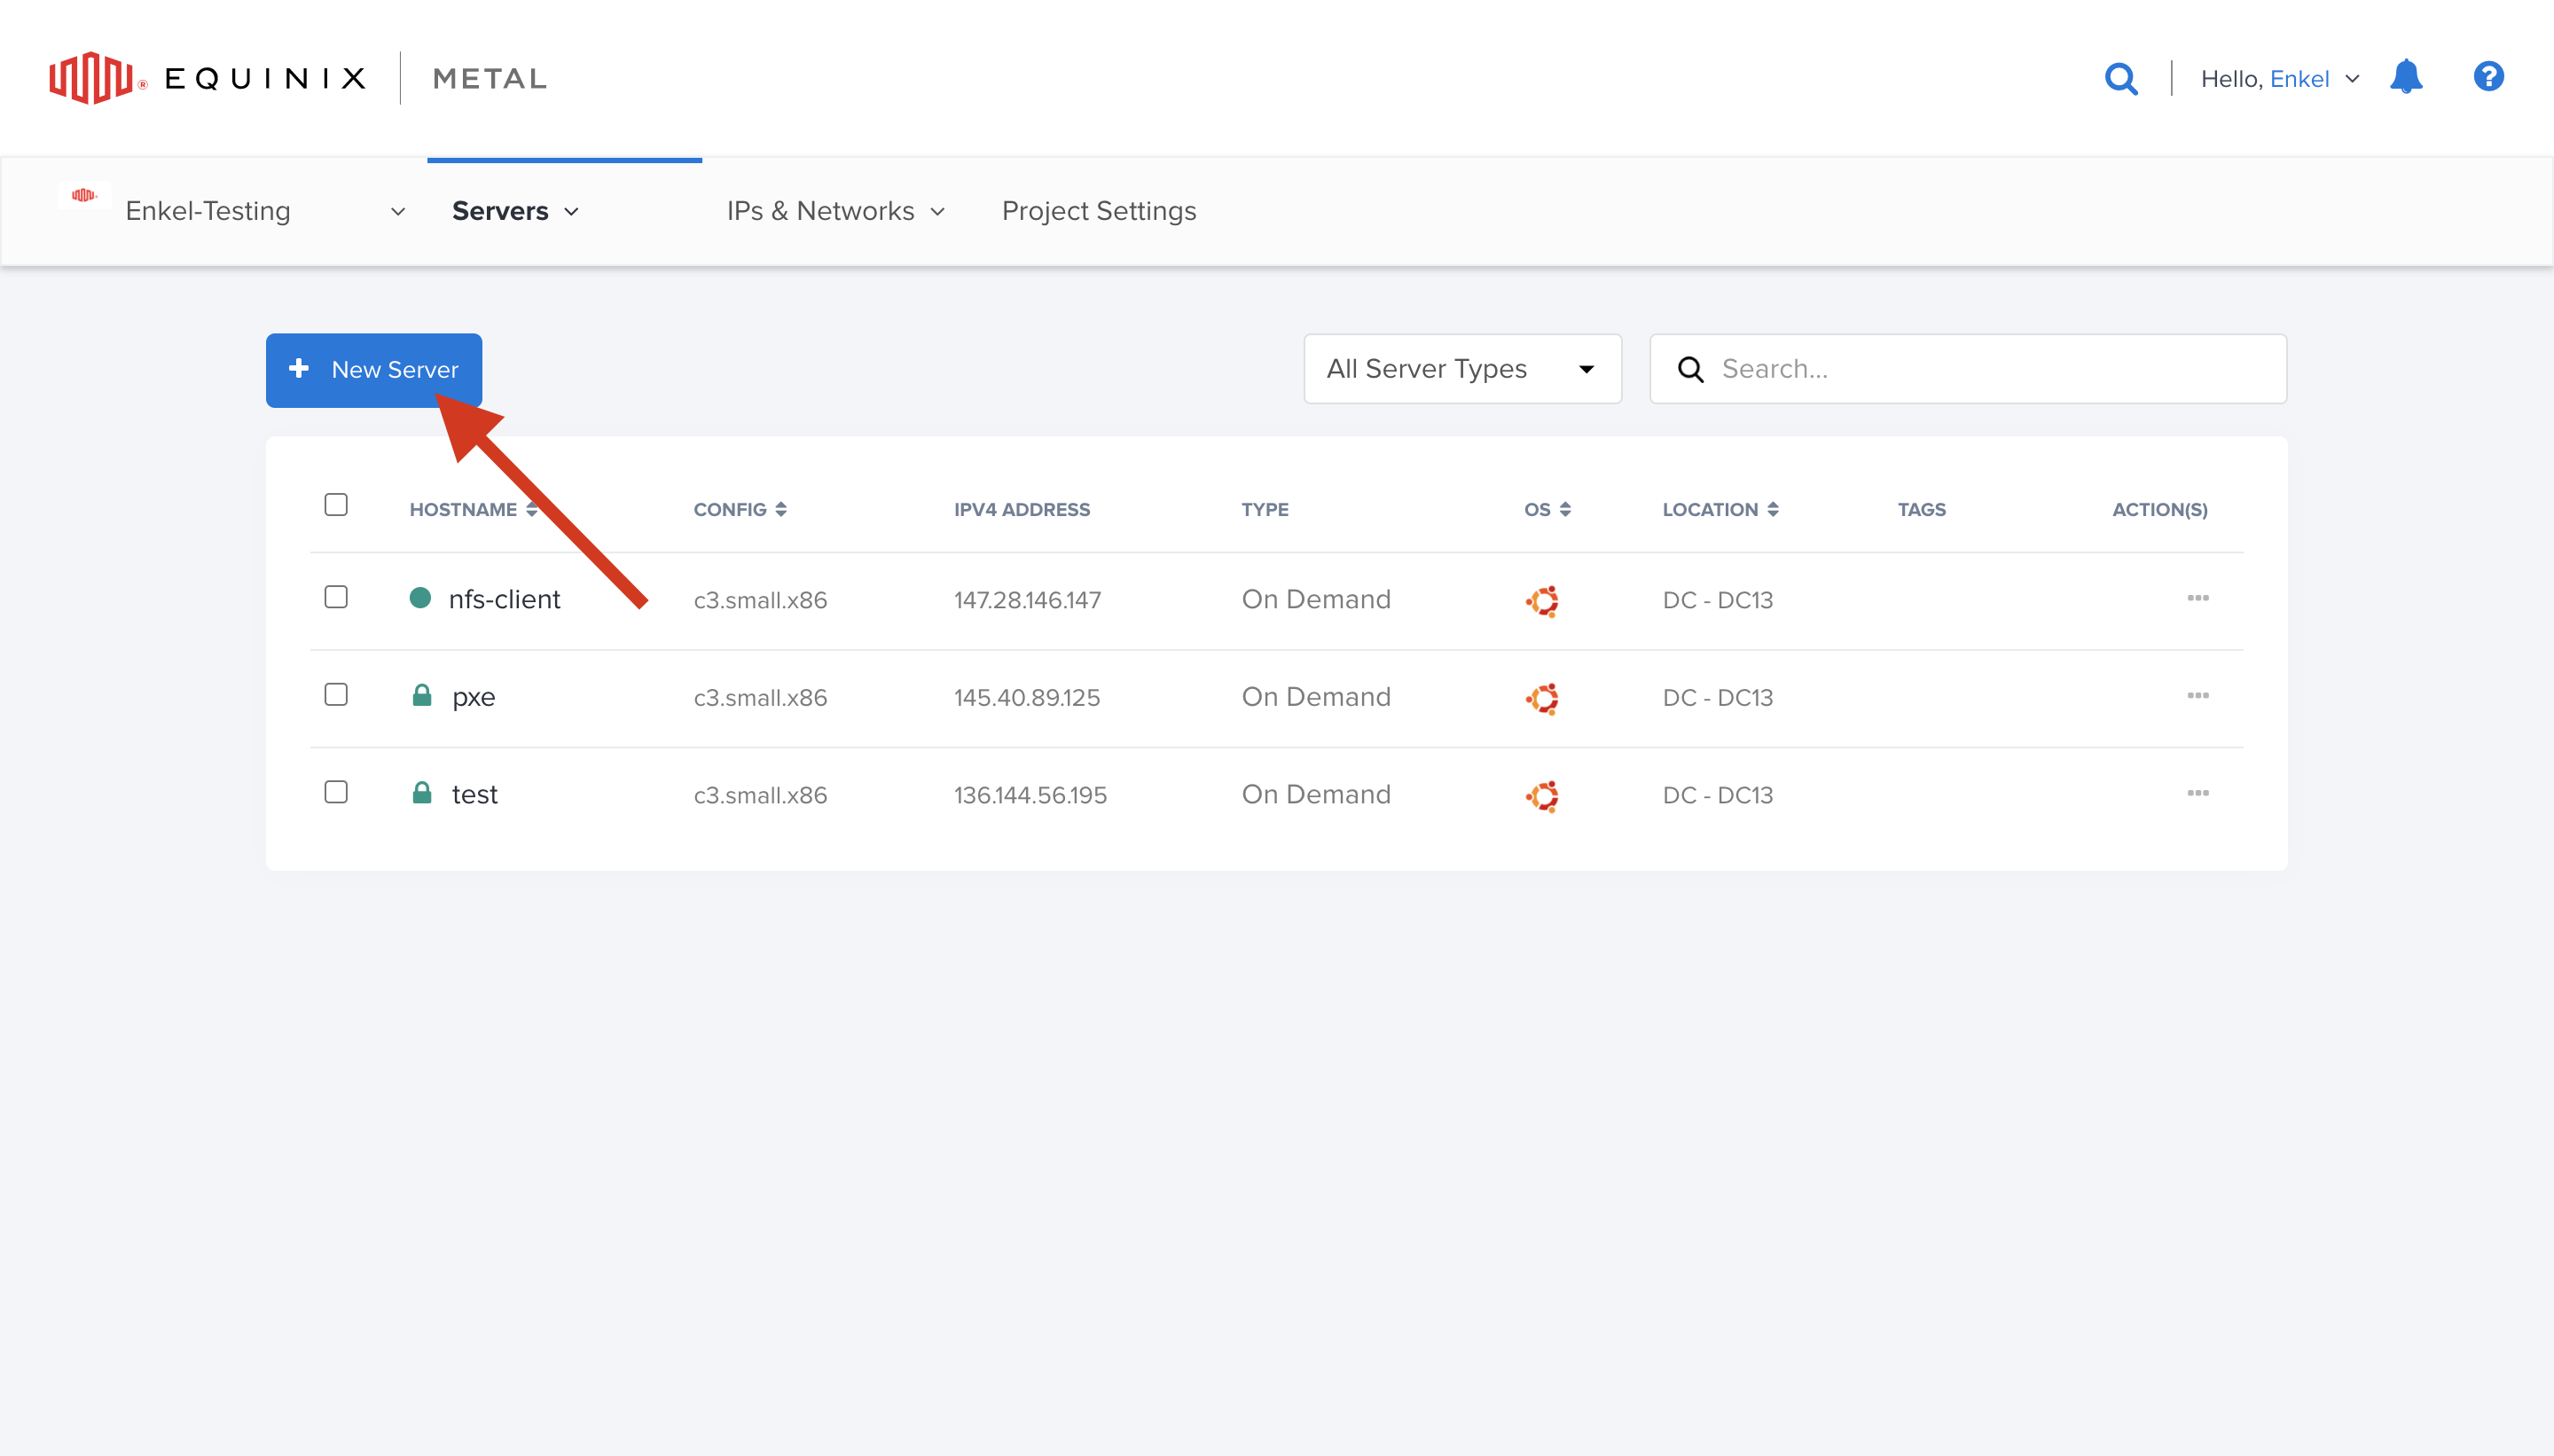 ® EQUINIX METAL
Hello, Enkel
Enkel-Testing Servers IPs & Networks Project Settings
+ New Server All Server Types Search...
HOSTNAME CONFIG IPV4 ADDRESS TYPE OS LOCATION TAGS ACTION(S)
nfs-client c3.small.x86 147.28.146.147 On Demand DC - DC13
pxe c3.small.x86 145.40.89.125 On Demand DC - DC13
test c3.small.x86 136.144.56.195 On Demand DC - DC13